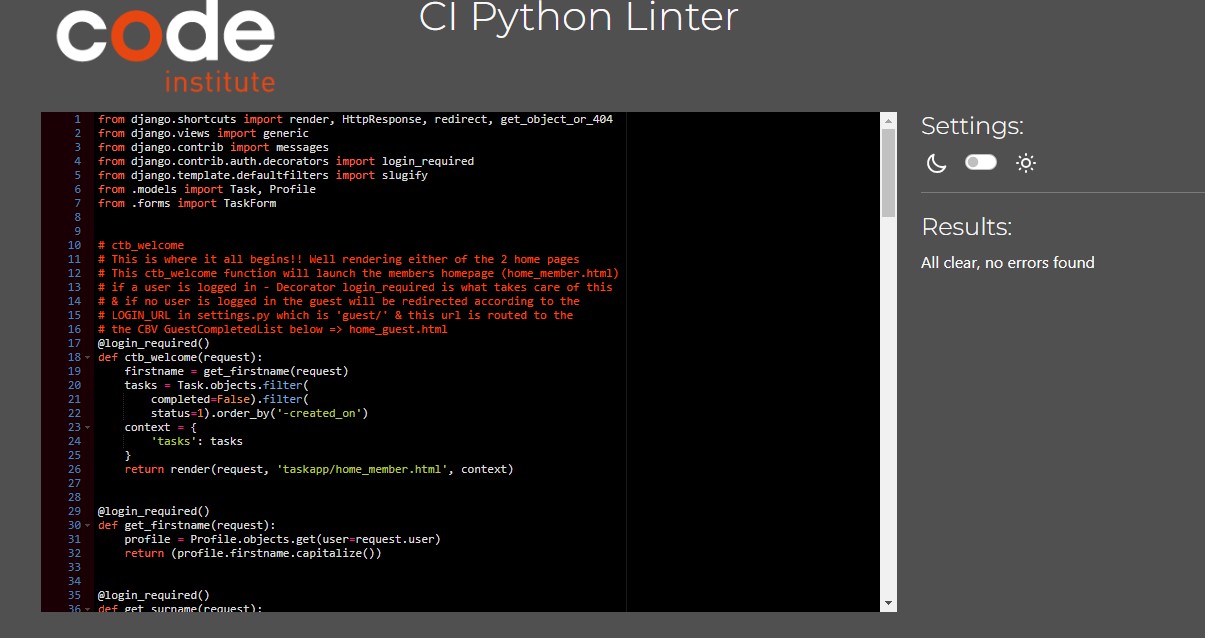 code
institute
CI Python Linter
1 from django.shortcuts import render, HttpResponse, redirect, get_object_or_404
2 from django.views import generic
3 from django.contrib import messages
4 from django.contrib.auth.decorators import login_required
5 from django.template.defaultfilters import slugify
6 from .models import Task, Profile
7 from .forms import TaskForm
8
9
10 # ctb_welcome
11 # This is where it all begins!! Well rendering either of the 2 home pages
12 # This ctb_welcome function will launch the members homepage (home_member.html)
13 # if a user is logged in - Decorator login_required is what takes care of this
14 # & if no user is logged in the guest will be redirected according to the
15 # LOGIN_URL in settings.py which is 'guest/' & this url is routed to the
16 # the CBV GuestCompletedList below => home_guest.html
17 @login_required()
18 def ctb_welcome(request):
19     firstname = get_firstname(request)
20     tasks = Task.objects.filter(
21         completed=False).filter(
22         status=1).order_by('-created_on')
23     context = {
24         'tasks': tasks
25     }
26     return render(request, 'taskapp/home_member.html', context)
27
28
29 @login_required()
30 def get_firstname(request):
31     profile = Profile.objects.get(user=request.user)
32     return (profile.firstname.capitalize())
33
34
35 @login_required()
36 def get_surname(request):
Settings:
Results:
All clear, no errors found